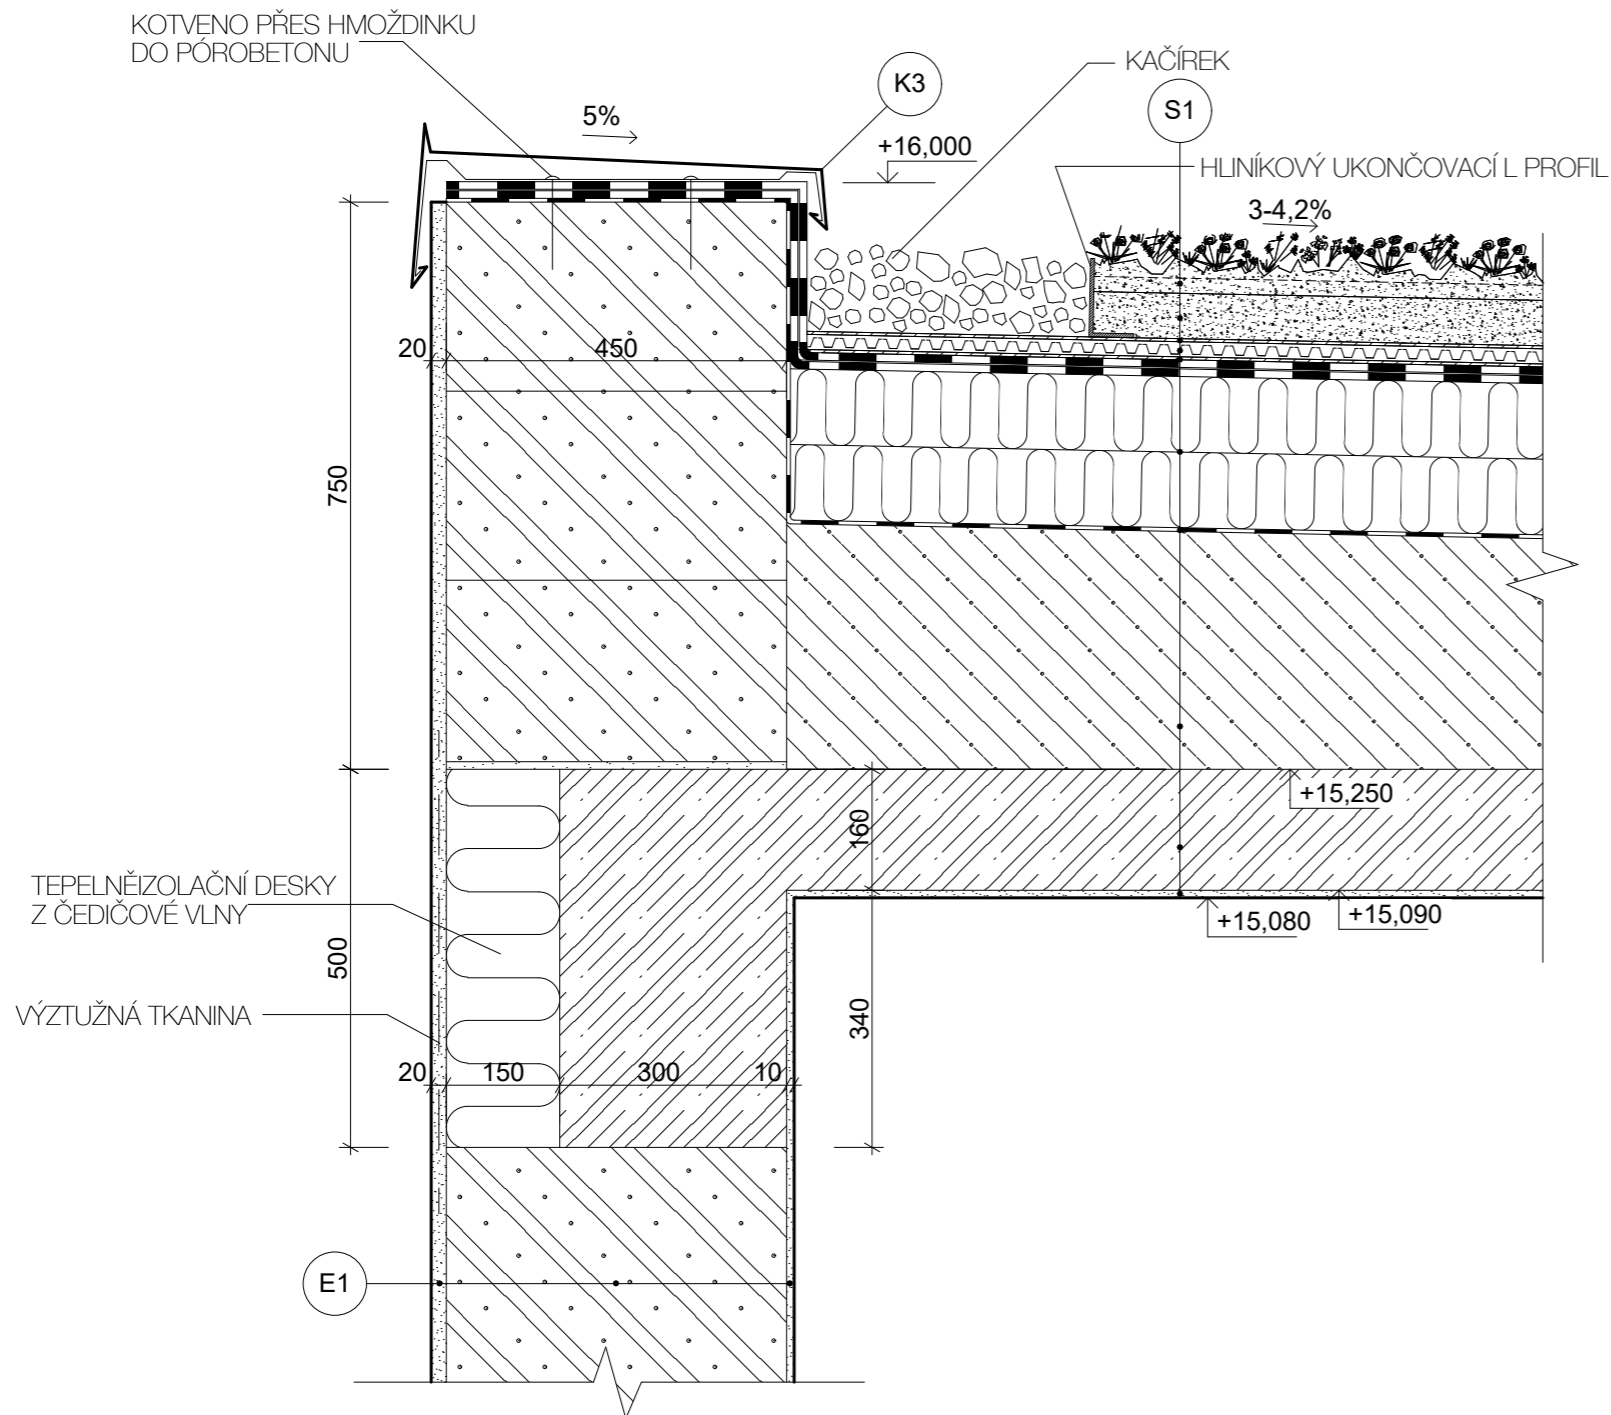 KOTVENO PŘES HMOŽDINKU
DO PÓROBETONU
K3
KAČÍREK
S1
5%
+16,000
HLINÍKOVÝ UKONČOVACÍ L PROFIL
3-4,2%
20
450
750
+15,250
160
TEPELNĚIZOLAČNÍ DESKY
Z ČEDIČOVÉ VLNY
+15,080
+15,090
500
VÝZTUŽNÁ TKANINA
340
20
150
300
10
E1